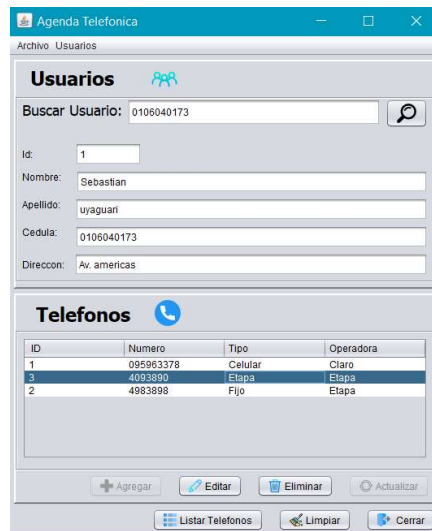 Agenda Telefonica
Archivo Usuarios
Usuarios
Buscar Usuario: 0106040173
Id: 1
Nombre: Sebastian
Apellido: uyaguari
Cedula: 0106040173
Direccon: Av. americas
Telefonos
ID Numero Tipo Operadora
1 095963378 Celular Claro
3 4093890 Etapa Etapa
2 4983898 Fijo Etapa
Agregar Editar Eliminar Actualizar
Listar Telefonos Limpiar Cerrar